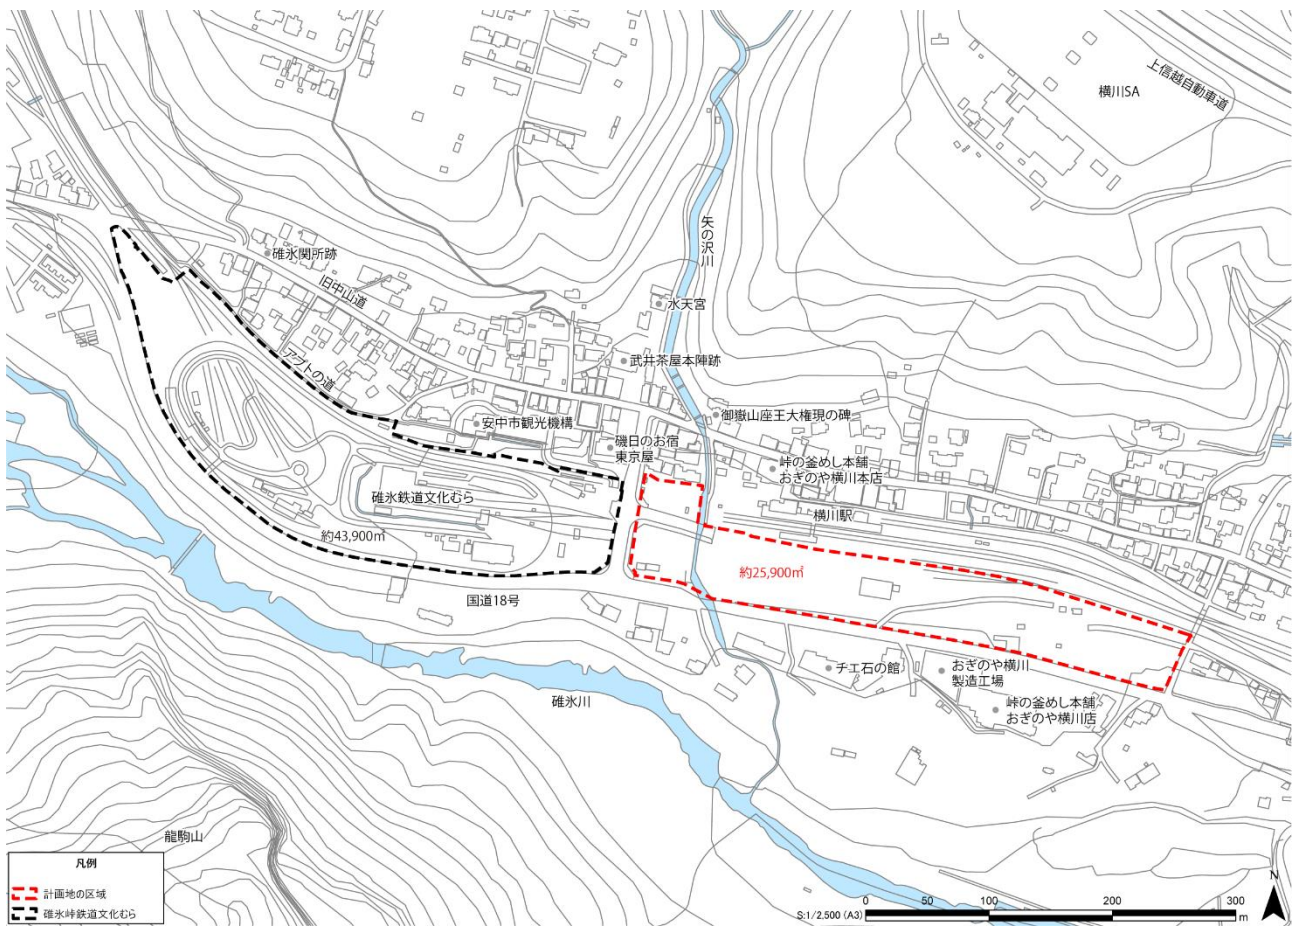 上信越自動車道
横川SA
矢の沢川
碓氷関所跡
旧中山道
水天宮
アプトの道
武井茶屋本陣跡
安中市観光機構
御嶽山座王大権現の碑
磯日のお宿
東京屋
峠の釜めし本舗
おぎのや横川本店
碓氷鉄道文化むら
横川駅
約43,900㎡
約25,900㎡
国道18号
チエ石の館
おぎのや横川
製造工場
碓氷川
峠の釜めし本舗
おぎのや横川店
龍駒山
凡例
計画地の区域
碓氷峠鉄道文化むら
N
0 50 100 200 300
m
S:1/2,500 (A3)